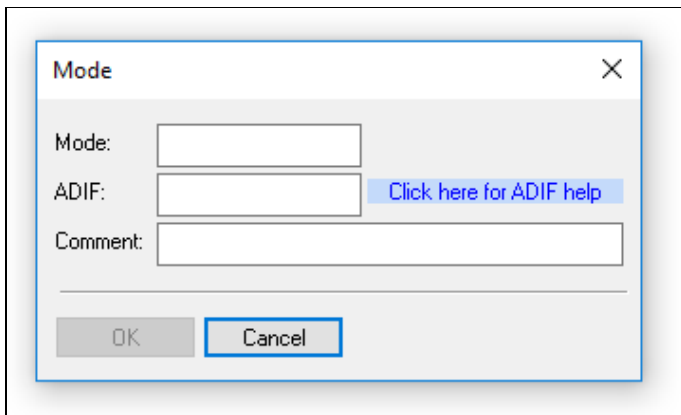 Mode
Mode:
ADIF: Click here for ADIF help
Comment:
OK Cancel